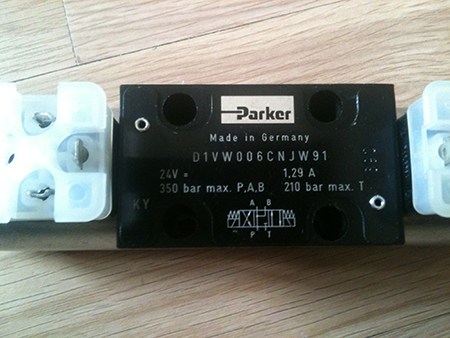 Parker
Made in Germany
D1VW006CNJW91
24V = 1,29 A
350 bar max. P,A,B 210 bar max. T
KY
A B
P T